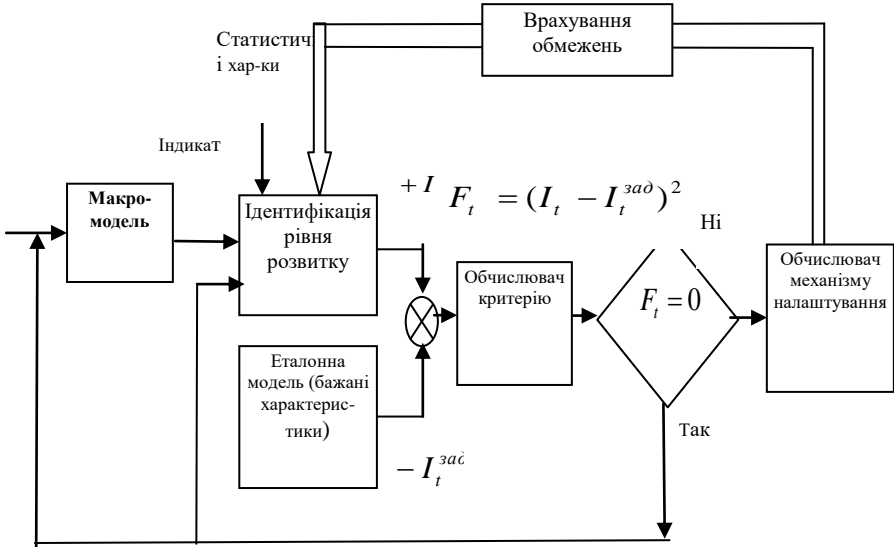 Врахування
обмежень
Статистич
і хар-ки
Індикат
Макро-
модель
Ідентифікація
рівня
розвитку
+ I
F_t = (I_t − I_t^{зад})^2
Ні
Обчислювач
критерію
F_t = 0
Обчислювач
механізму
налаштування
Еталонна
модель (бажані
характерис-
тики)
− I_t^{зад}
Так